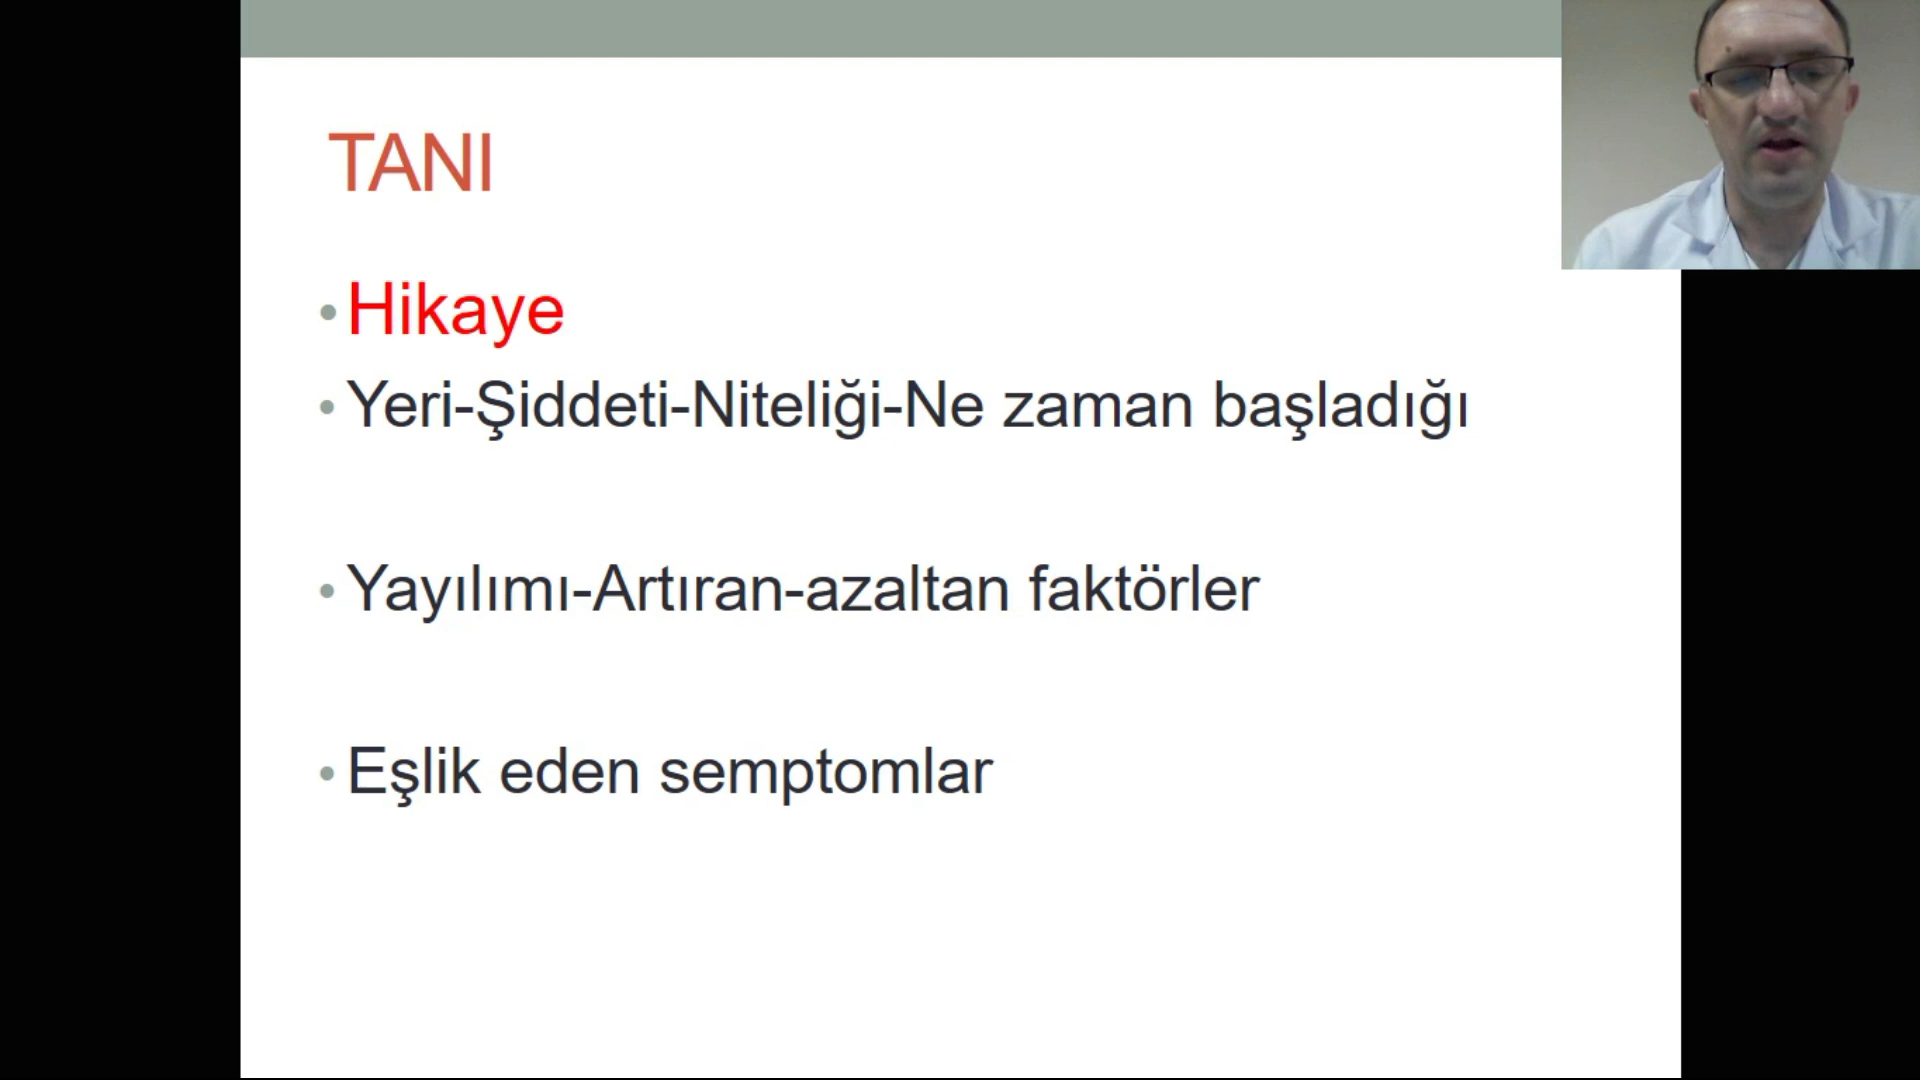 TANI
•Hikaye
•Yeri-Şiddeti-Niteliği-Ne zaman başladığı
•Yayılımı-Artıran-azaltan faktörler
•Eşlik eden semptomlar